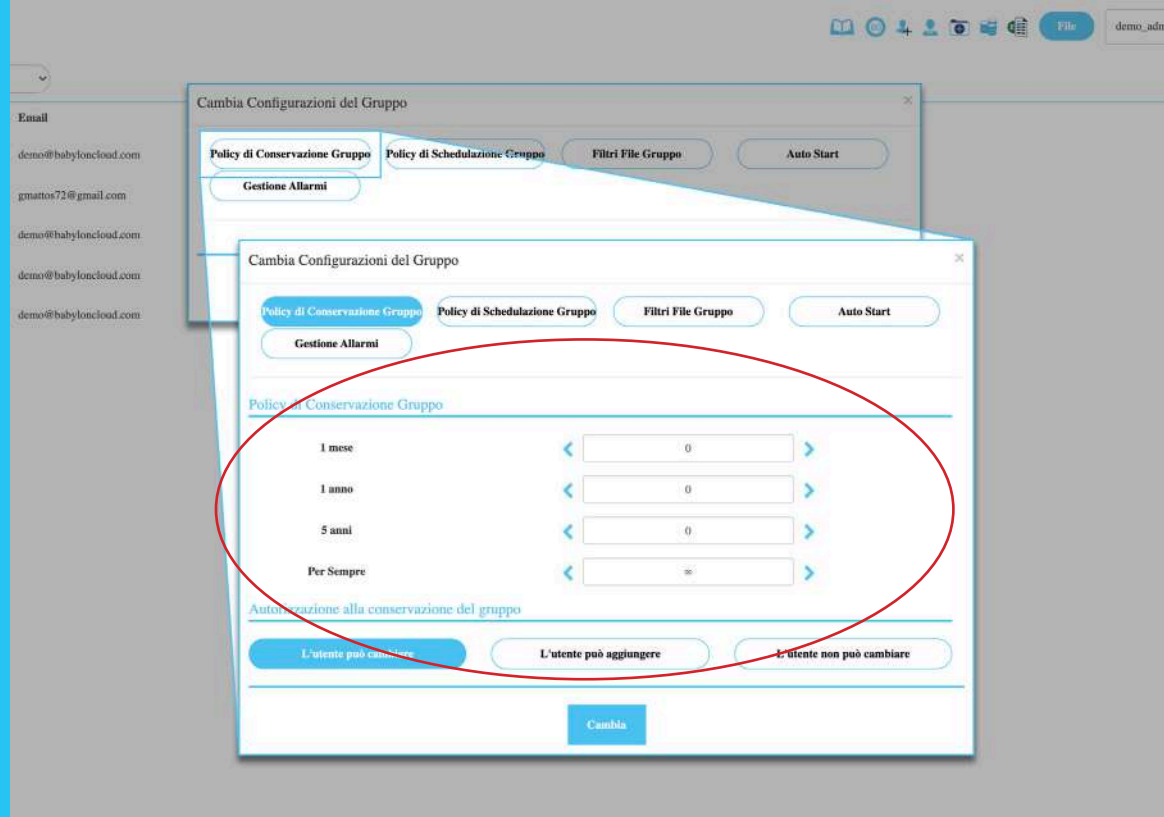 File
demo_adm
Email
demo@babyloncloud.com
gmattos72@gmail.com
demo@babyloncloud.com
demo@babyloncloud.com
demo@babyloncloud.com
Cambia Configurazioni del Gruppo
×
Policy di Conservazione Gruppo
Policy di Schedulazione Gruppo
Filtri File Gruppo
Auto Start
Gestione Allarmi
Cambia Configurazioni del Gruppo
×
Policy di Conservazione Gruppo
Policy di Schedulazione Gruppo
Filtri File Gruppo
Auto Start
Gestione Allarmi
Policy di Conservazione Gruppo
1 mese
0
1 anno
0
5 anni
0
Per Sempre
∞
Autorizzazione alla conservazione del gruppo
L'utente può cambiare
L'utente può aggiungere
L'utente non può cambiare
Cambia